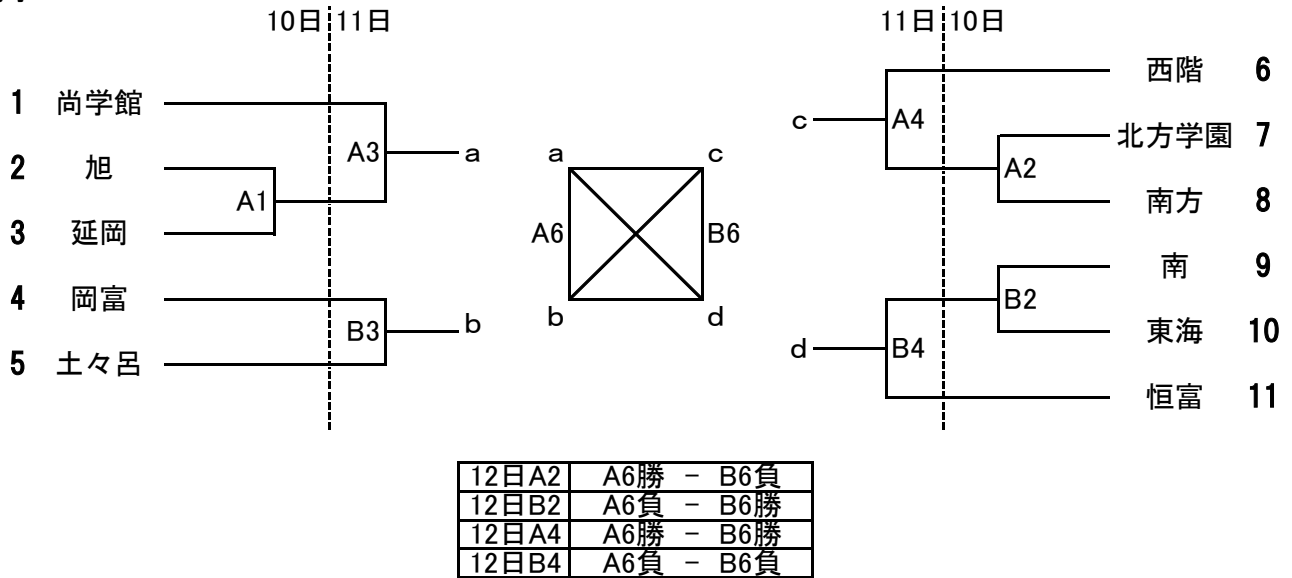 10日 11日
11日 10日
1 尚学館
2 旭
3 延岡
4 岡富
5 土々呂
A1
A3
B3
a
b
a c
A6 B6
b d
c
d
A4
A2
B2
B4
西階 6
北方学園 7
南方 8
南 9
東海 10
恒富 11
12日A2 A6勝 － B6負
12日B2 A6負 － B6勝
12日A4 A6勝 － B6勝
12日B4 A6負 － B6負